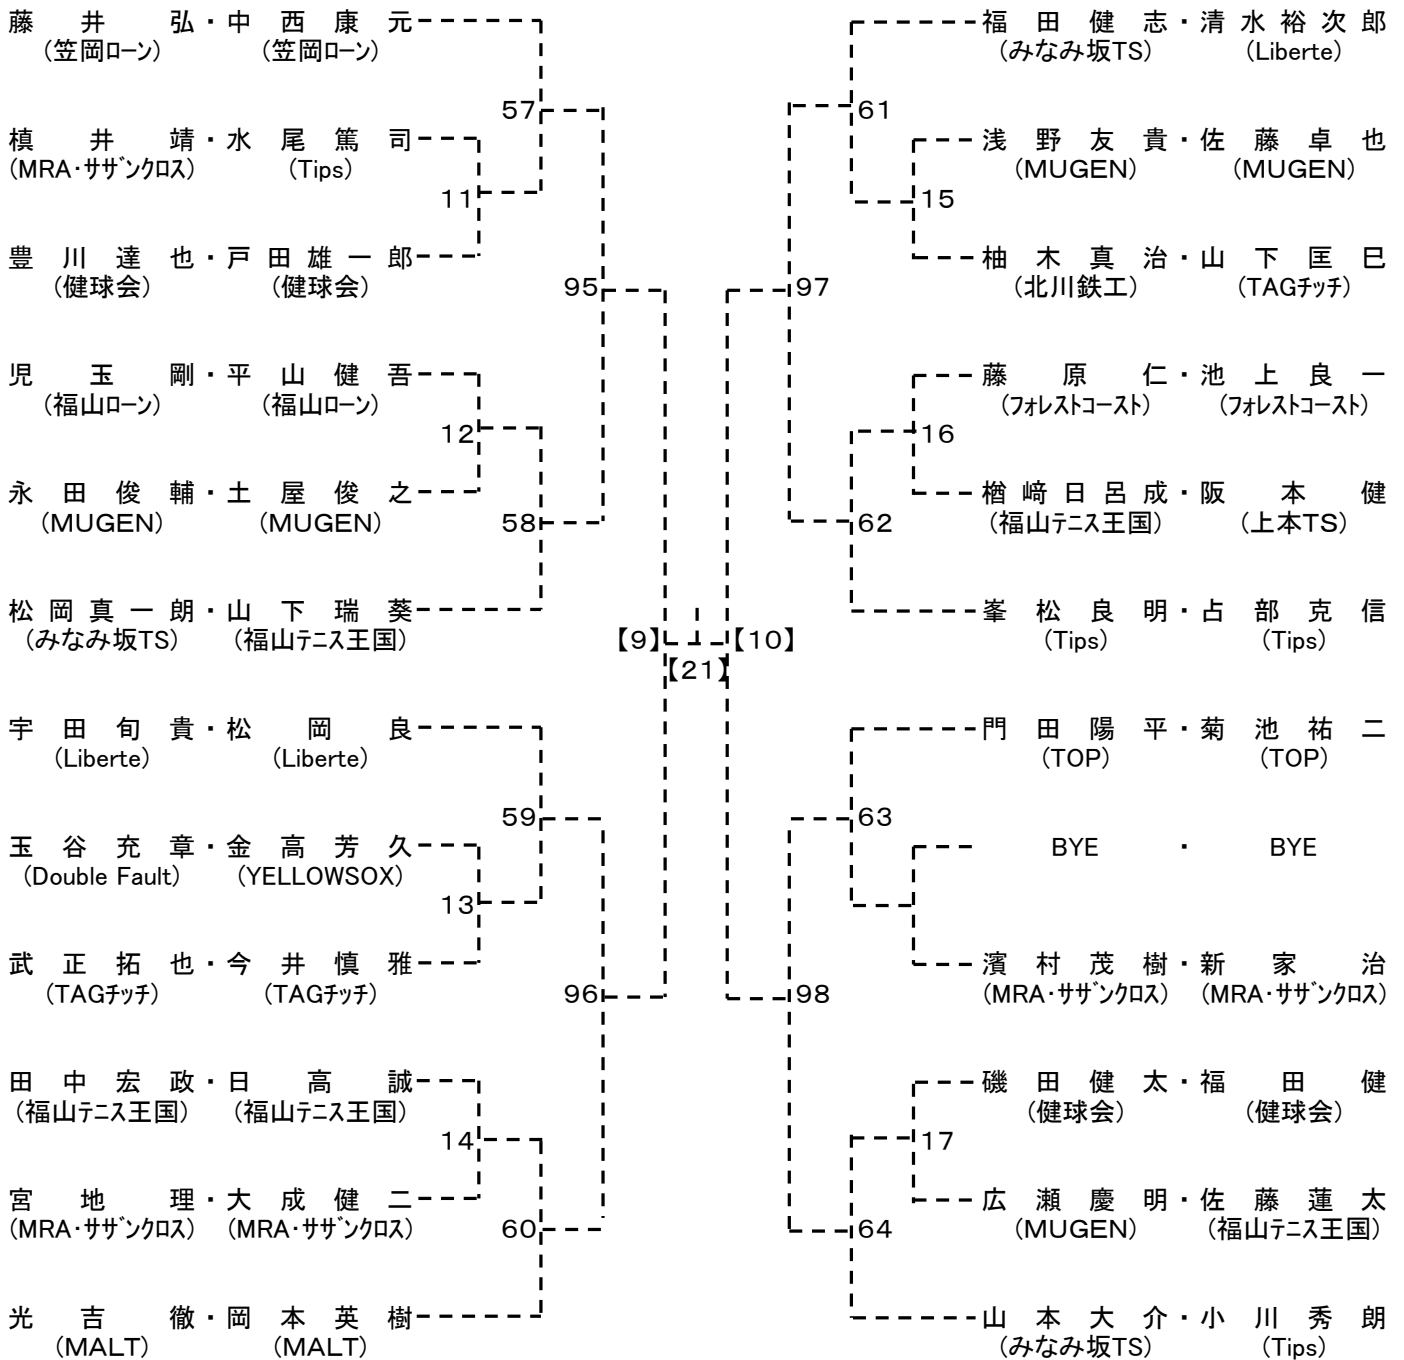 藤井弘・中西康元
(笠岡ローン) (笠岡ローン)
57
槙井靖・水尾篤司
(MRA・サザンクロス) (Tips)
11
豊川達也・戸田雄一郎
(健球会) (健球会)
95
児玉剛・平山健吾
(福山ローン) (福山ローン)
12
永田俊輔・土屋俊之
(MUGEN) (MUGEN)
58
松岡真一朗・山下瑞葵
(みなみ坂TS) (福山テニス王国)
【9】
【21】
宇田旬貴・松岡良
(Liberte) (Liberte)
59
玉谷充章・金高芳久
(Double Fault) (YELLOWSOX)
13
武正拓也・今井慎雅
(TAGチッチ) (TAGチッチ)
96
田中宏政・日高誠
(福山テニス王国) (福山テニス王国)
14
宮地理・大成健二
(MRA・サザンクロス) (MRA・サザンクロス)
60
光吉徹・岡本英樹
(MALT) (MALT)
福田健志・清水裕次郎
(みなみ坂TS) (Liberte)
61
浅野友貴・佐藤卓也
(MUGEN) (MUGEN)
15
柚木真治・山下匡巳
(北川鉄工) (TAGチッチ)
97
藤原仁・池上良一
(フォレストコースト) (フォレストコースト)
16
楢﨑日呂成・阪本健
(福山テニス王国) (上本TS)
62
峯松良明・占部克信
(Tips) (Tips)
【10】
門田陽平・菊池祐二
(TOP) (TOP)
63
BYE ・ BYE
濱村茂樹・新家治
(MRA・サザンクロス) (MRA・サザンクロス)
98
磯田健太・福田健
(健球会) (健球会)
17
広瀬慶明・佐藤蓮太
(MUGEN) (福山テニス王国)
64
山本大介・小川秀朗
(みなみ坂TS) (Tips)